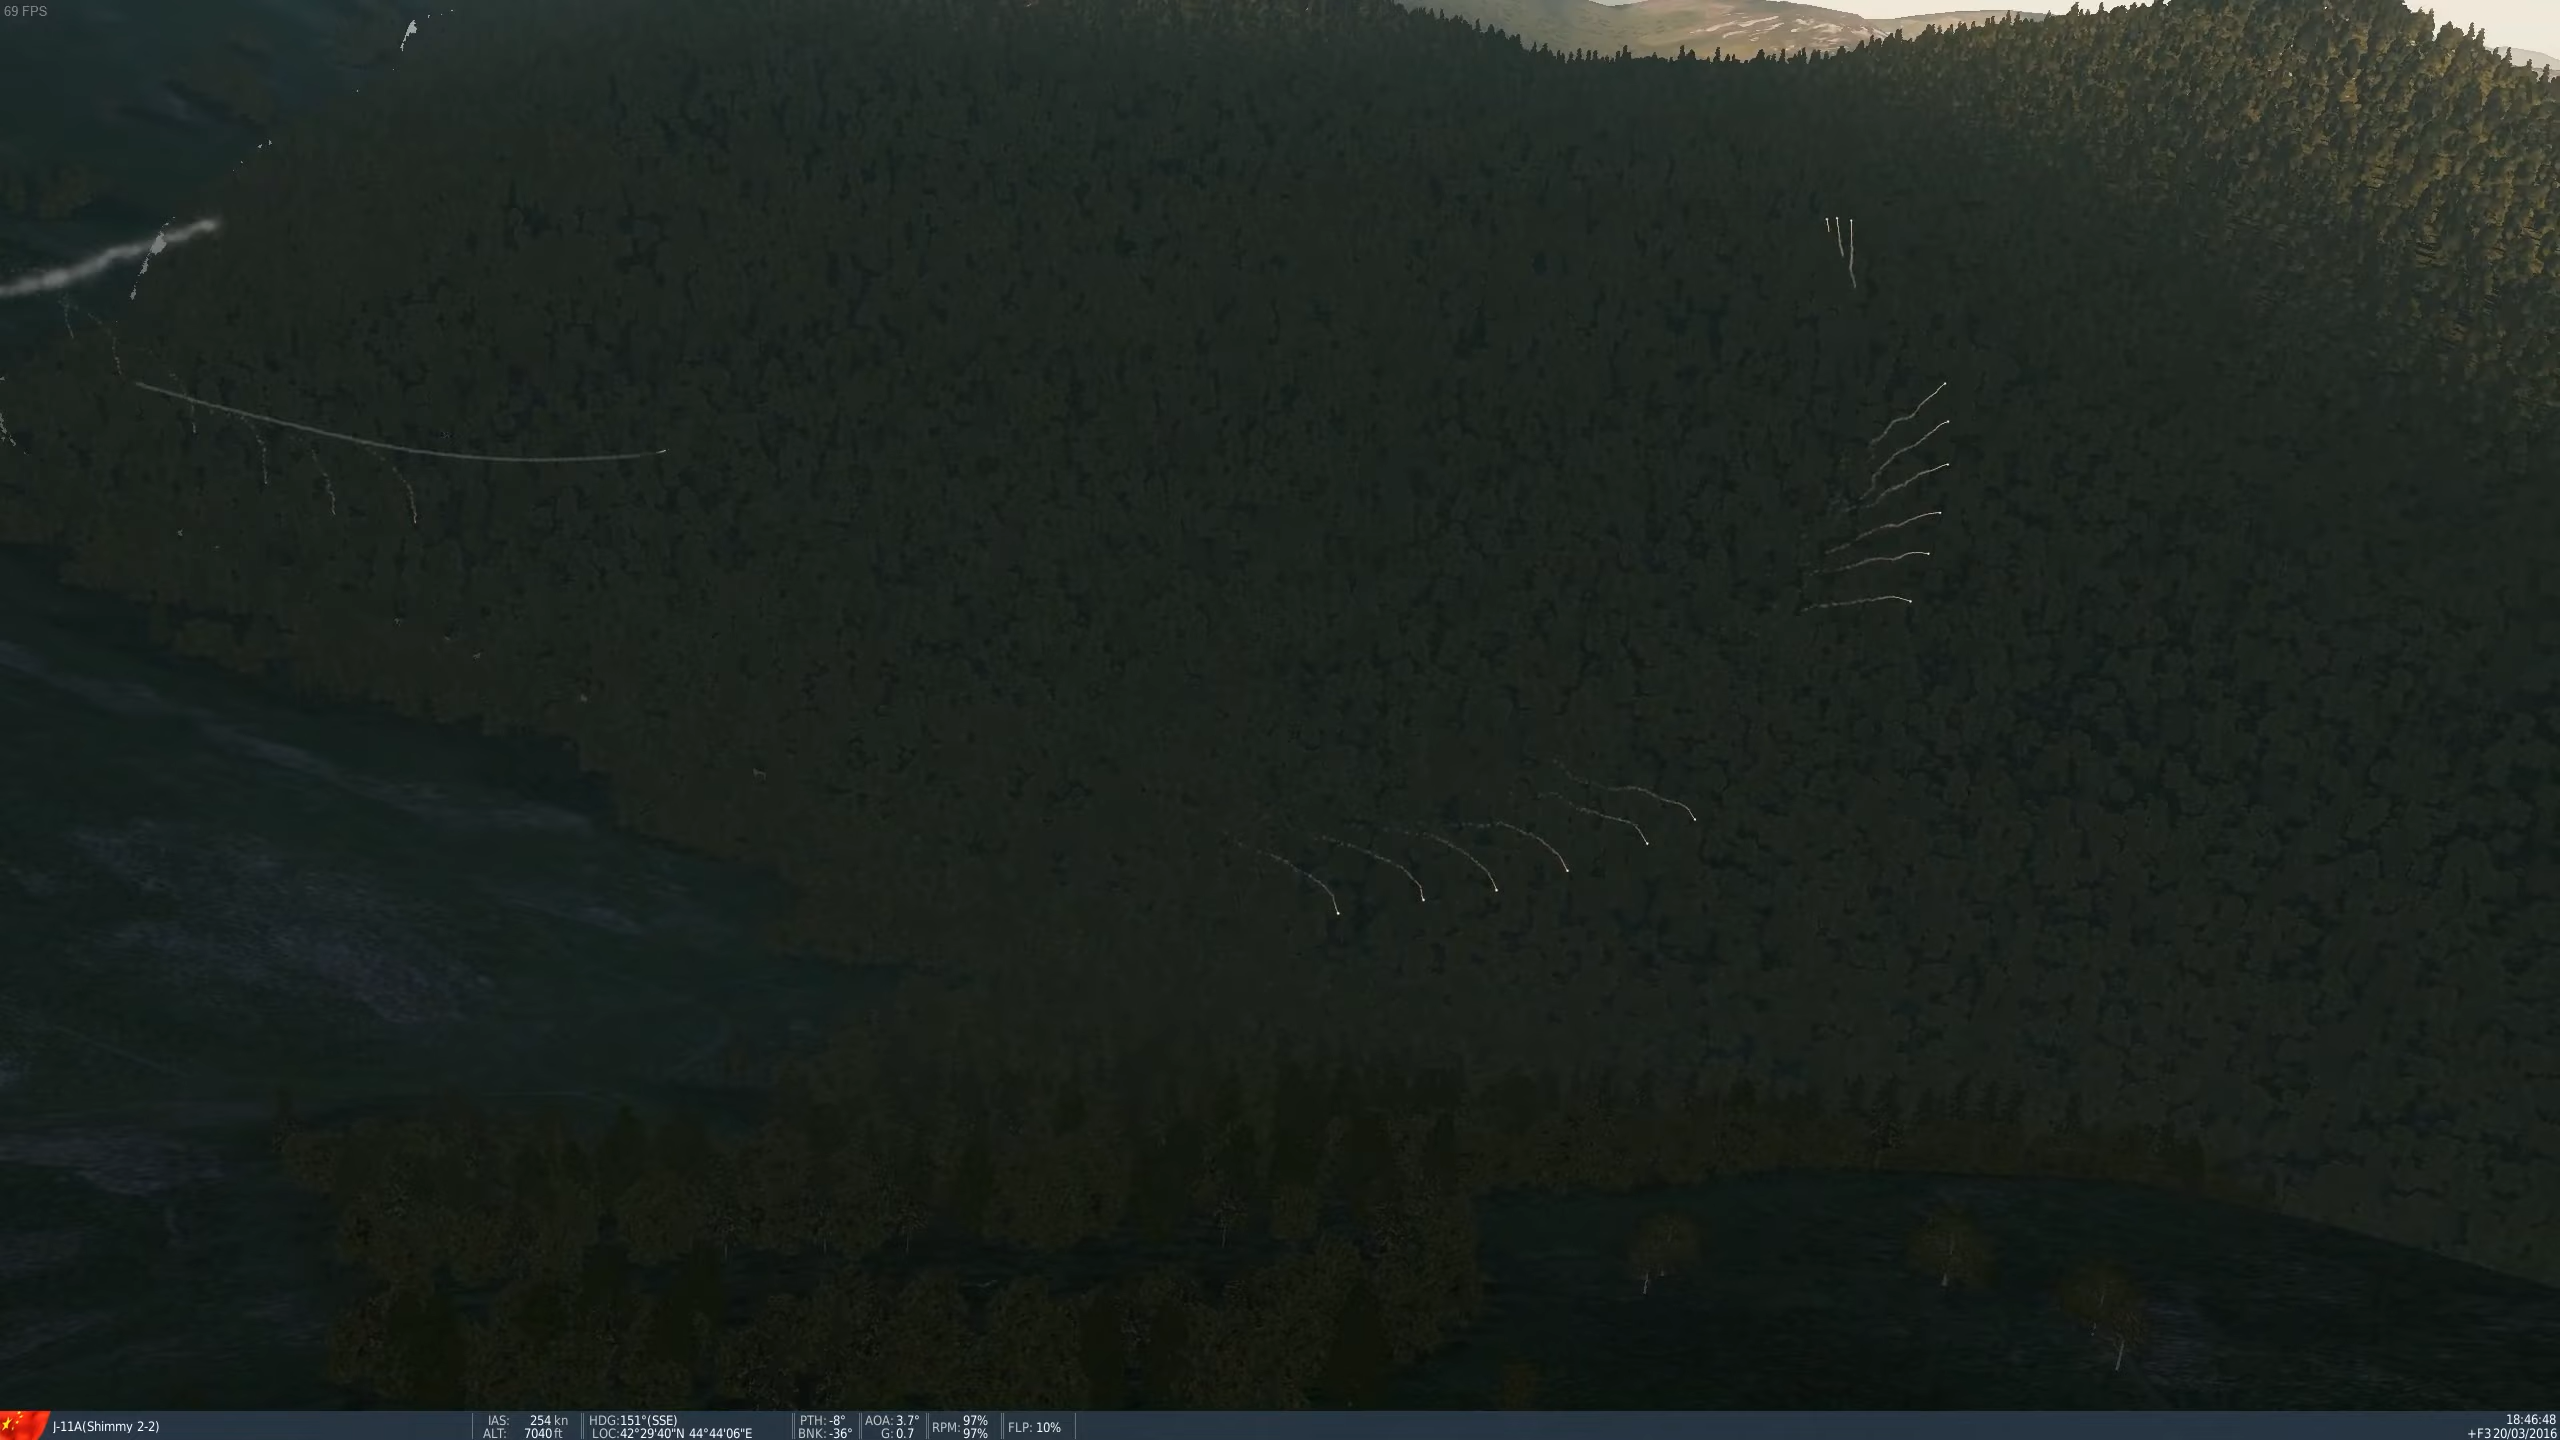 69 FPS
J-11A(Shimmy 2-2)
IAS: 254 kn
ALT: 7040 ft
HDG:151°(SSE)
LOC:42°29'40"N 44°44'06"E
PTH: -8°
BNK: -36°
AOA: 3.7°
G: 0.7
RPM: 97%
97%
FLP: 10%
18:46:48
+F3 20/03/2016